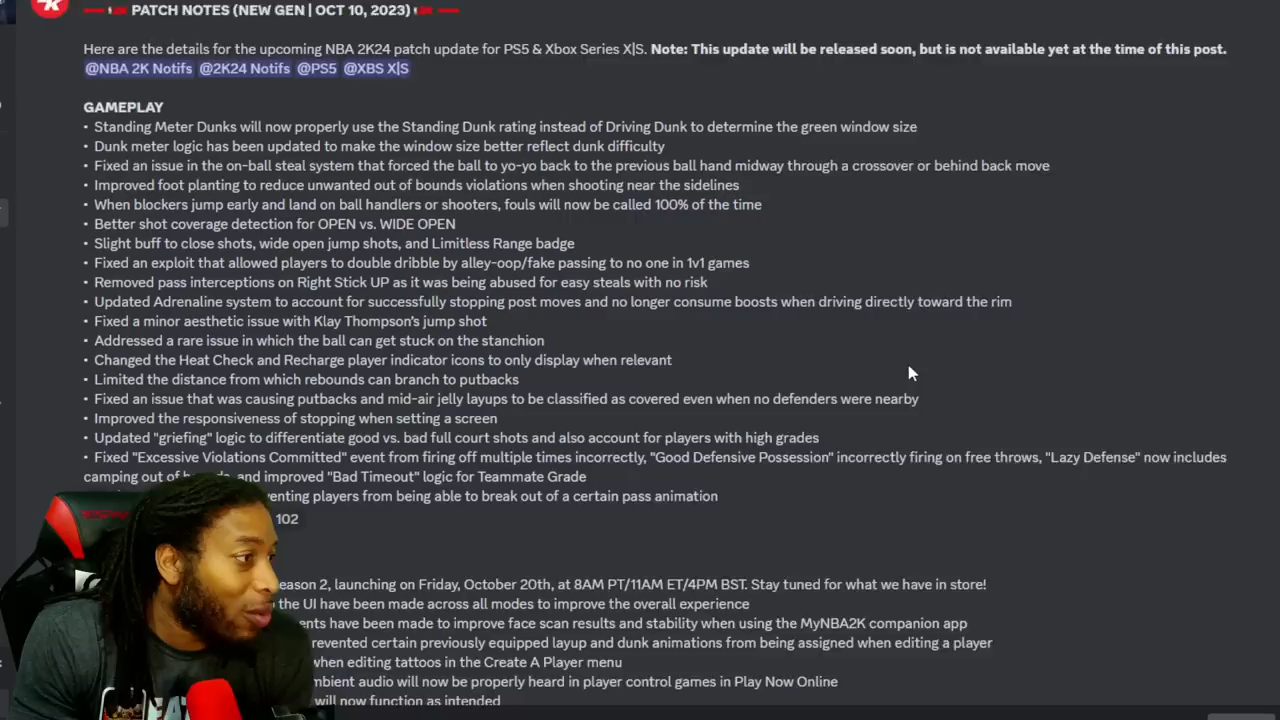 PATCH NOTES (NEW GEN | OCT 10, 2023)
Here are the details for the upcoming NBA 2K24 patch update for PS5 & Xbox Series X|S. Note: This update will be released soon, but is not available yet at the time of this post.
@NBA 2K Notifs @2K24 Notifs @PS5 @XBS X|S
GAMEPLAY
• Standing Meter Dunks will now properly use the Standing Dunk rating instead of Driving Dunk to determine the green window size
• Dunk meter logic has been updated to make the window size better reflect dunk difficulty
• Fixed an issue in the on-ball steal system that forced the ball to yo-yo back to the previous ball hand midway through a crossover or behind back move
• Improved foot planting to reduce unwanted out of bounds violations when shooting near the sidelines
• When blockers jump early and land on ball handlers or shooters, fouls will now be called 100% of the time
• Better shot coverage detection for OPEN vs. WIDE OPEN
• Slight buff to close shots, wide open jump shots, and Limitless Range badge
• Fixed an exploit that allowed players to double dribble by alley-oop/fake passing to no one in 1v1 games
• Removed pass interceptions on Right Stick UP as it was being abused for easy steals with no risk
• Updated Adrenaline system to account for successfully stopping post moves and no longer consume boosts when driving directly toward the rim
• Fixed a minor aesthetic issue with Klay Thompson's jump shot
• Addressed a rare issue in which the ball can get stuck on the stanchion
• Changed the Heat Check and Recharge player indicator icons to only display when relevant
• Limited the distance from which rebounds can branch to putbacks
• Fixed an issue that was causing putbacks and mid-air jelly layups to be classified as covered even when no defenders were nearby
• Improved the responsiveness of stopping when setting a screen
• Updated "griefing" logic to differentiate good vs. bad full court shots and also account for players with high grades
• Fixed "Excessive Violations Committed" event from firing off multiple times incorrectly, "Good Defensive Possession" incorrectly firing on free throws, "Lazy Defense" now includes
camping out of and improved "Bad Timeout" logic for Teammate Grade
venting players from being able to break out of a certain pass animation
102
eason 2, launching on Friday, October 20th, at 8AM PT/11AM ET/4PM BST. Stay tuned for what we have in store!
the UI have been made across all modes to improve the overall experience
ents have been made to improve face scan results and stability when using the MyNBA2K companion app
revented certain previously equipped layup and dunk animations from being assigned when editing a player
when editing tattoos in the Create A Player menu
mbient audio will now be properly heard in player control games in Play Now Online
will now function as intended